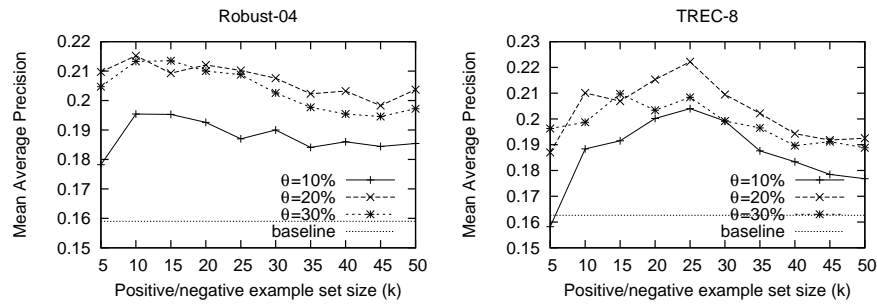 Robust-04
Mean Average Precision
0.22
0.21
0.2
0.19
0.18
0.17
0.16
0.15
θ=10%
θ=20%
θ=30%
baseline
5 10 15 20 25 30 35 40 45 50
Positive/negative example set size (k)
TREC-8
Mean Average Precision
0.23
0.22
0.21
0.2
0.19
0.18
0.17
0.16
0.15
θ=10%
θ=20%
θ=30%
baseline
5 10 15 20 25 30 35 40 45 50
Positive/negative example set size (k)